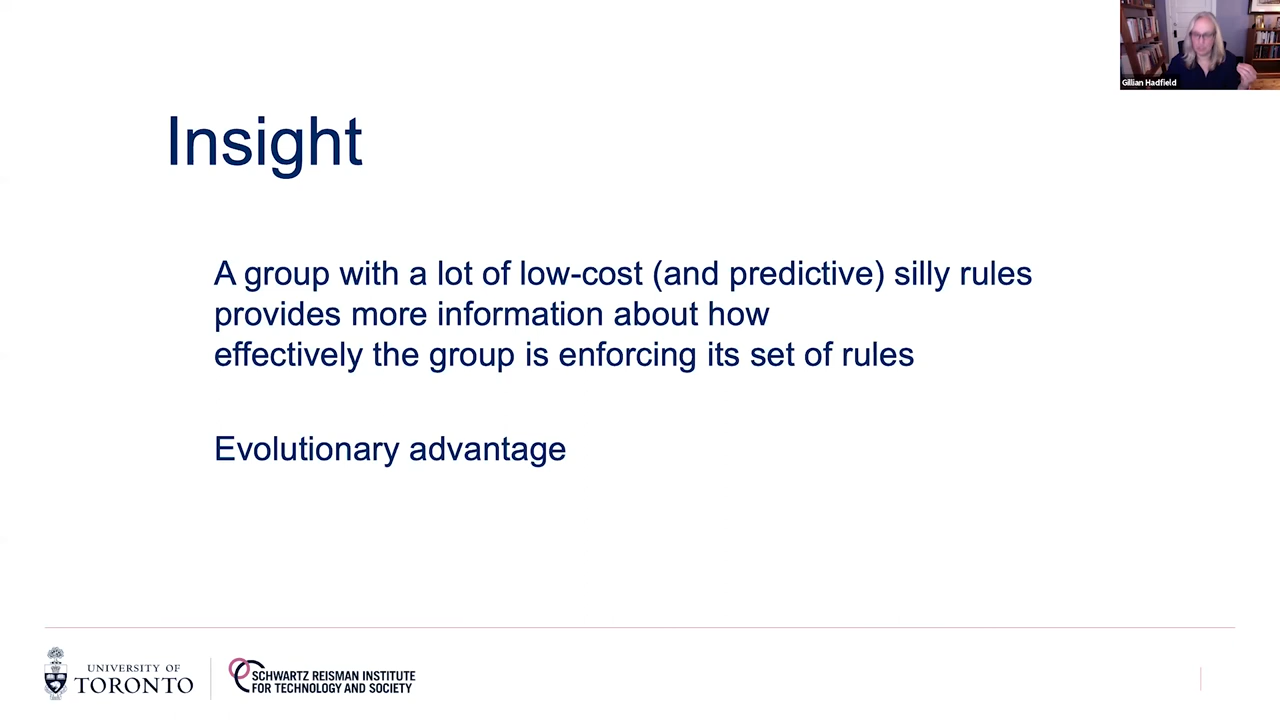 Gillian Hadfield
Insight
A group with a lot of low-cost (and predictive) silly rules
provides more information about how
effectively the group is enforcing its set of rules
Evolutionary advantage
UNIVERSITY OF
TORONTO
SCHWARTZ REISMAN INSTITUTE
FOR TECHNOLOGY AND SOCIETY